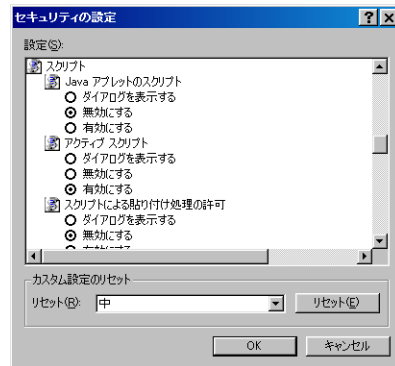 セキュリティの設定
設定(S):
スクリプト
Java アプレットのスクリプト
ダイアログを表示する
無効にする
有効にする
アクティブ スクリプト
ダイアログを表示する
無効にする
有効にする
スクリプトによる貼り付け処理の許可
ダイアログを表示する
無効にする
カスタム設定のリセット
リセット(R): 中 リセット(E)
OK キャンセル